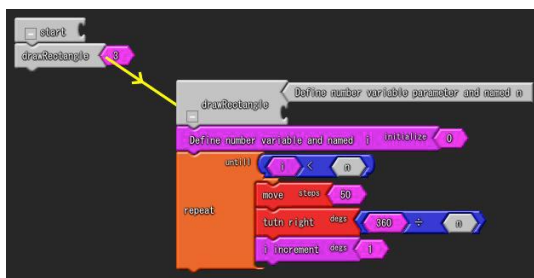 start
drawRectangle 3
drawRectangle Define number variable parameter and named n
Define number variable and named i initialize 0
until i < n
move steps 50
repeat
tutn right degs 360 ÷ n
i increment degs 1